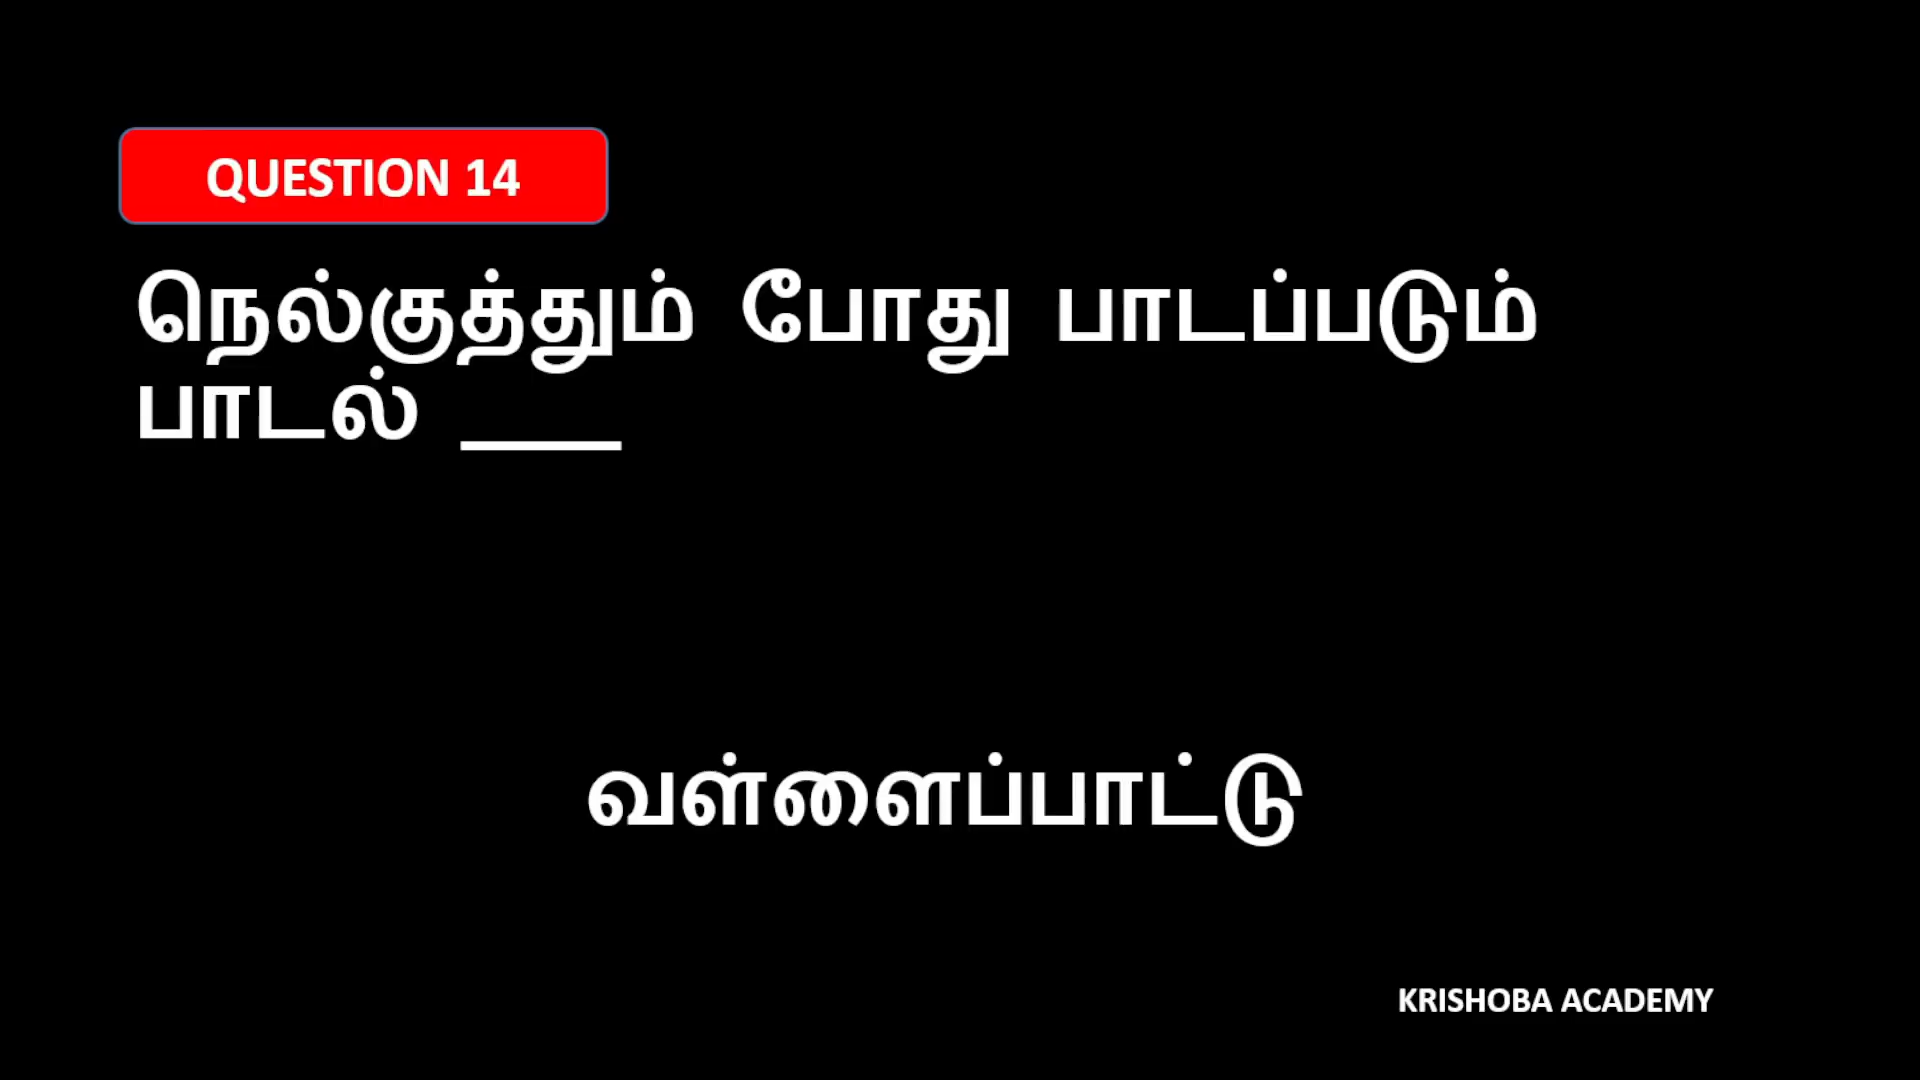 QUESTION 14
நெல்குத்தும் போது பாடப்படும்
பாடல் ____
வள்ளைப்பாட்டு
KRISHOBA ACADEMY